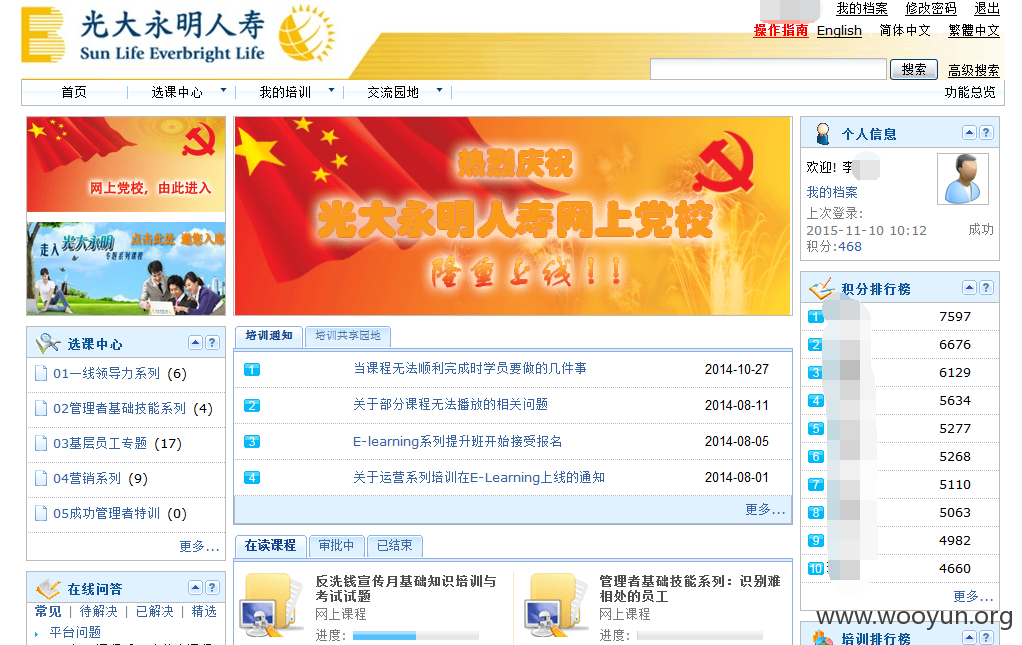 光大永明人寿
Sun Life Everbright Life
我的档案 修改密码 退出
操作指南 English 简体中文 繁體中文
搜索 高级搜索
首页 选课中心 我的培训 交流园地 功能总览
网上党校，由此进入
走入光大永明 点击此处 邀您入席
专题系列课程
热烈庆祝
光大永明人寿网上党校
隆重上线!!
个人信息
欢迎! 李
我的档案
上次登录:
2015-11-10 10:12 成功
积分:468
积分排行榜
1 7597
2 6676
3 6129
4 5634
5 5277
6 5268
7 5110
8 5063
9 4982
10 4660
更多...
培训排行榜
选课中心
01一线领导力系列 (6)
02管理者基础技能系列 (4)
03基层员工专题 (17)
04营销系列 (9)
05成功管理者特训 (0)
更多...
在线问答
常见 | 待解决 | 已解决 | 精选
平台问题
培训通知 培训共享园地
1 当课程无法顺利完成时学员要做的几件事 2014-10-27
2 关于部分课程无法播放的相关问题 2014-08-11
3 E-learning系列提升班开始接受报名 2014-08-05
4 关于运营系列培训在E-Learning上线的通知 2014-08-01
更多...
在读课程 审批中 已结束
反洗钱宣传月基础知识培训与
考试试题
网上课程
进度:
管理者基础技能系列：识别难
相处的员工
网上课程
进度:
www.wooyun.org